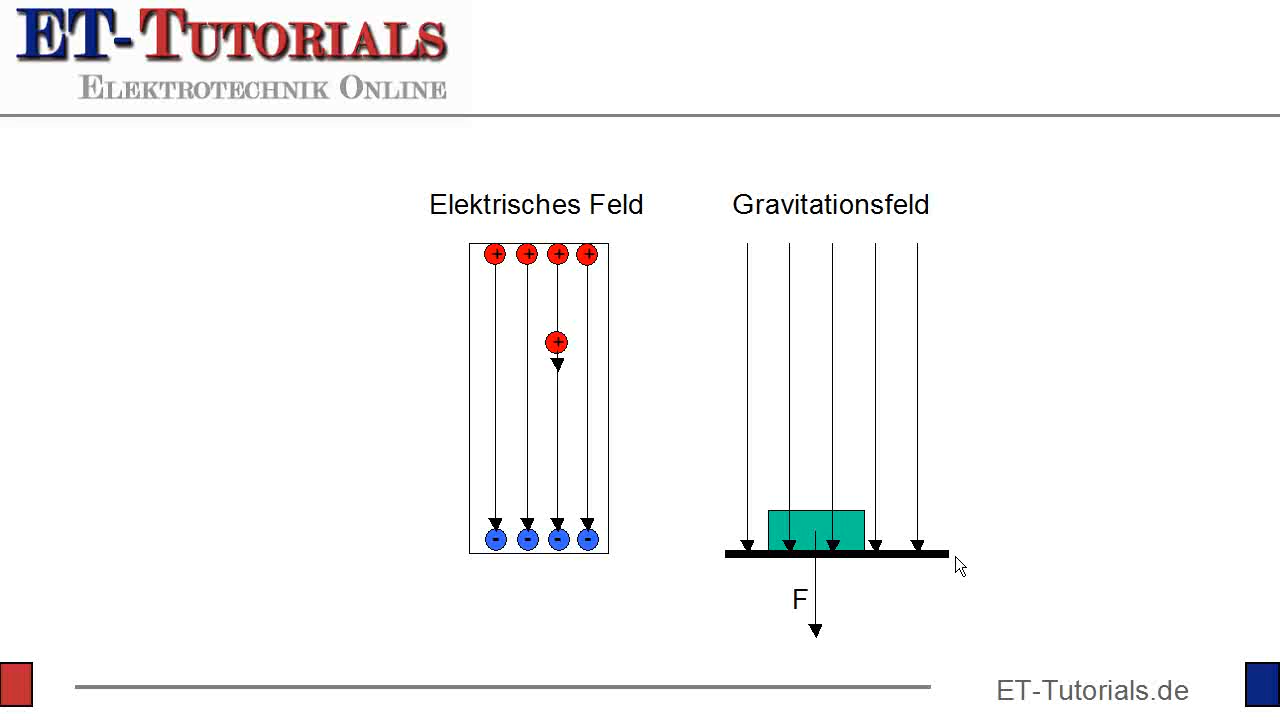 ET-Tutorials
Elektrotechnik Online
Elektrisches Feld
Gravitationsfeld
+ + + +
+
- - - -
F
ET-Tutorials.de